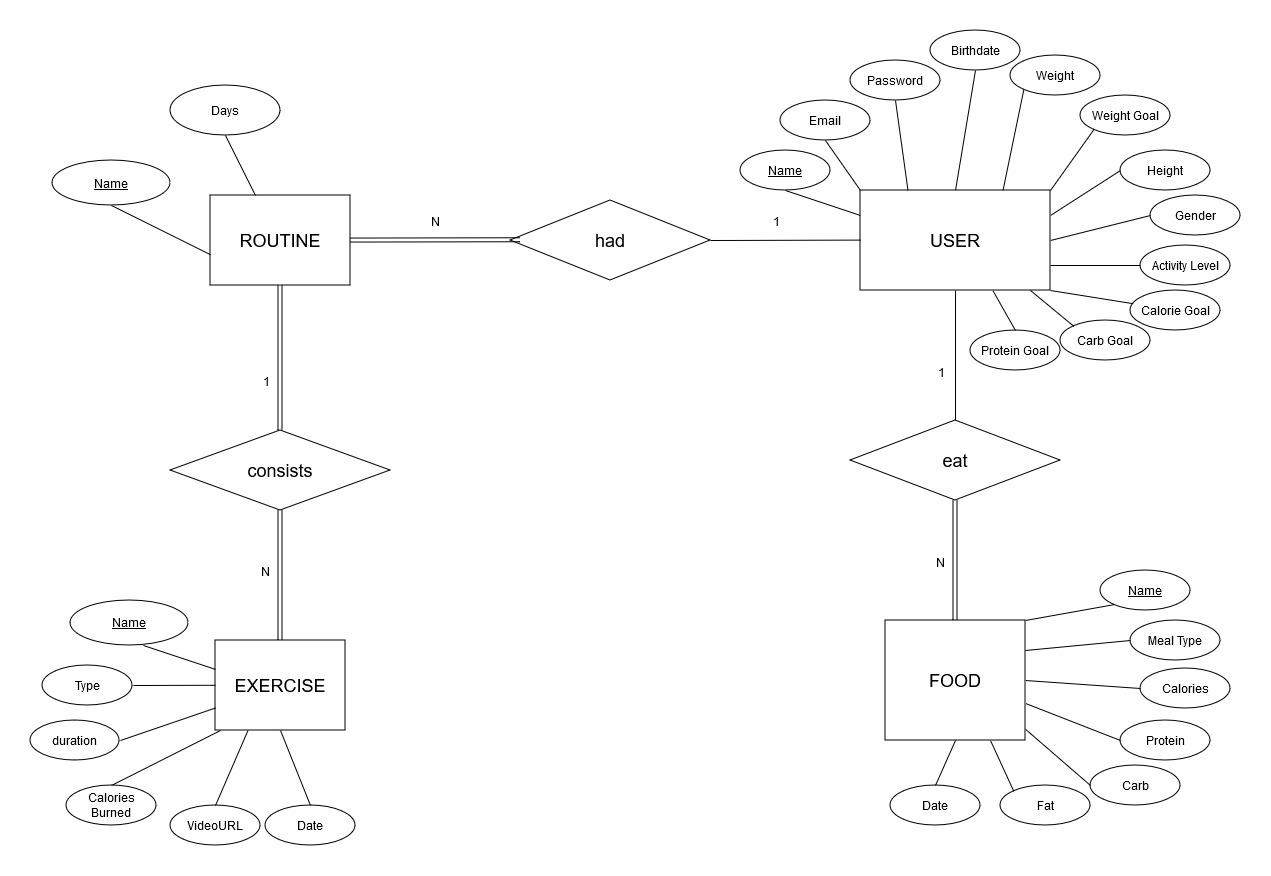 Birthdate
Password
Weight
Days
Email
Weight Goal
Name
Name
Height
Gender
ROUTINE
N
had
1
USER
Activity Level
Calorie Goal
Protein Goal
Carb Goal
1
1
consists
eat
N
N
Name
Name
Meal Type
Type
EXERCISE
FOOD
Calories
duration
Protein
Calories
Burned
VideoURL
Date
Date
Fat
Carb